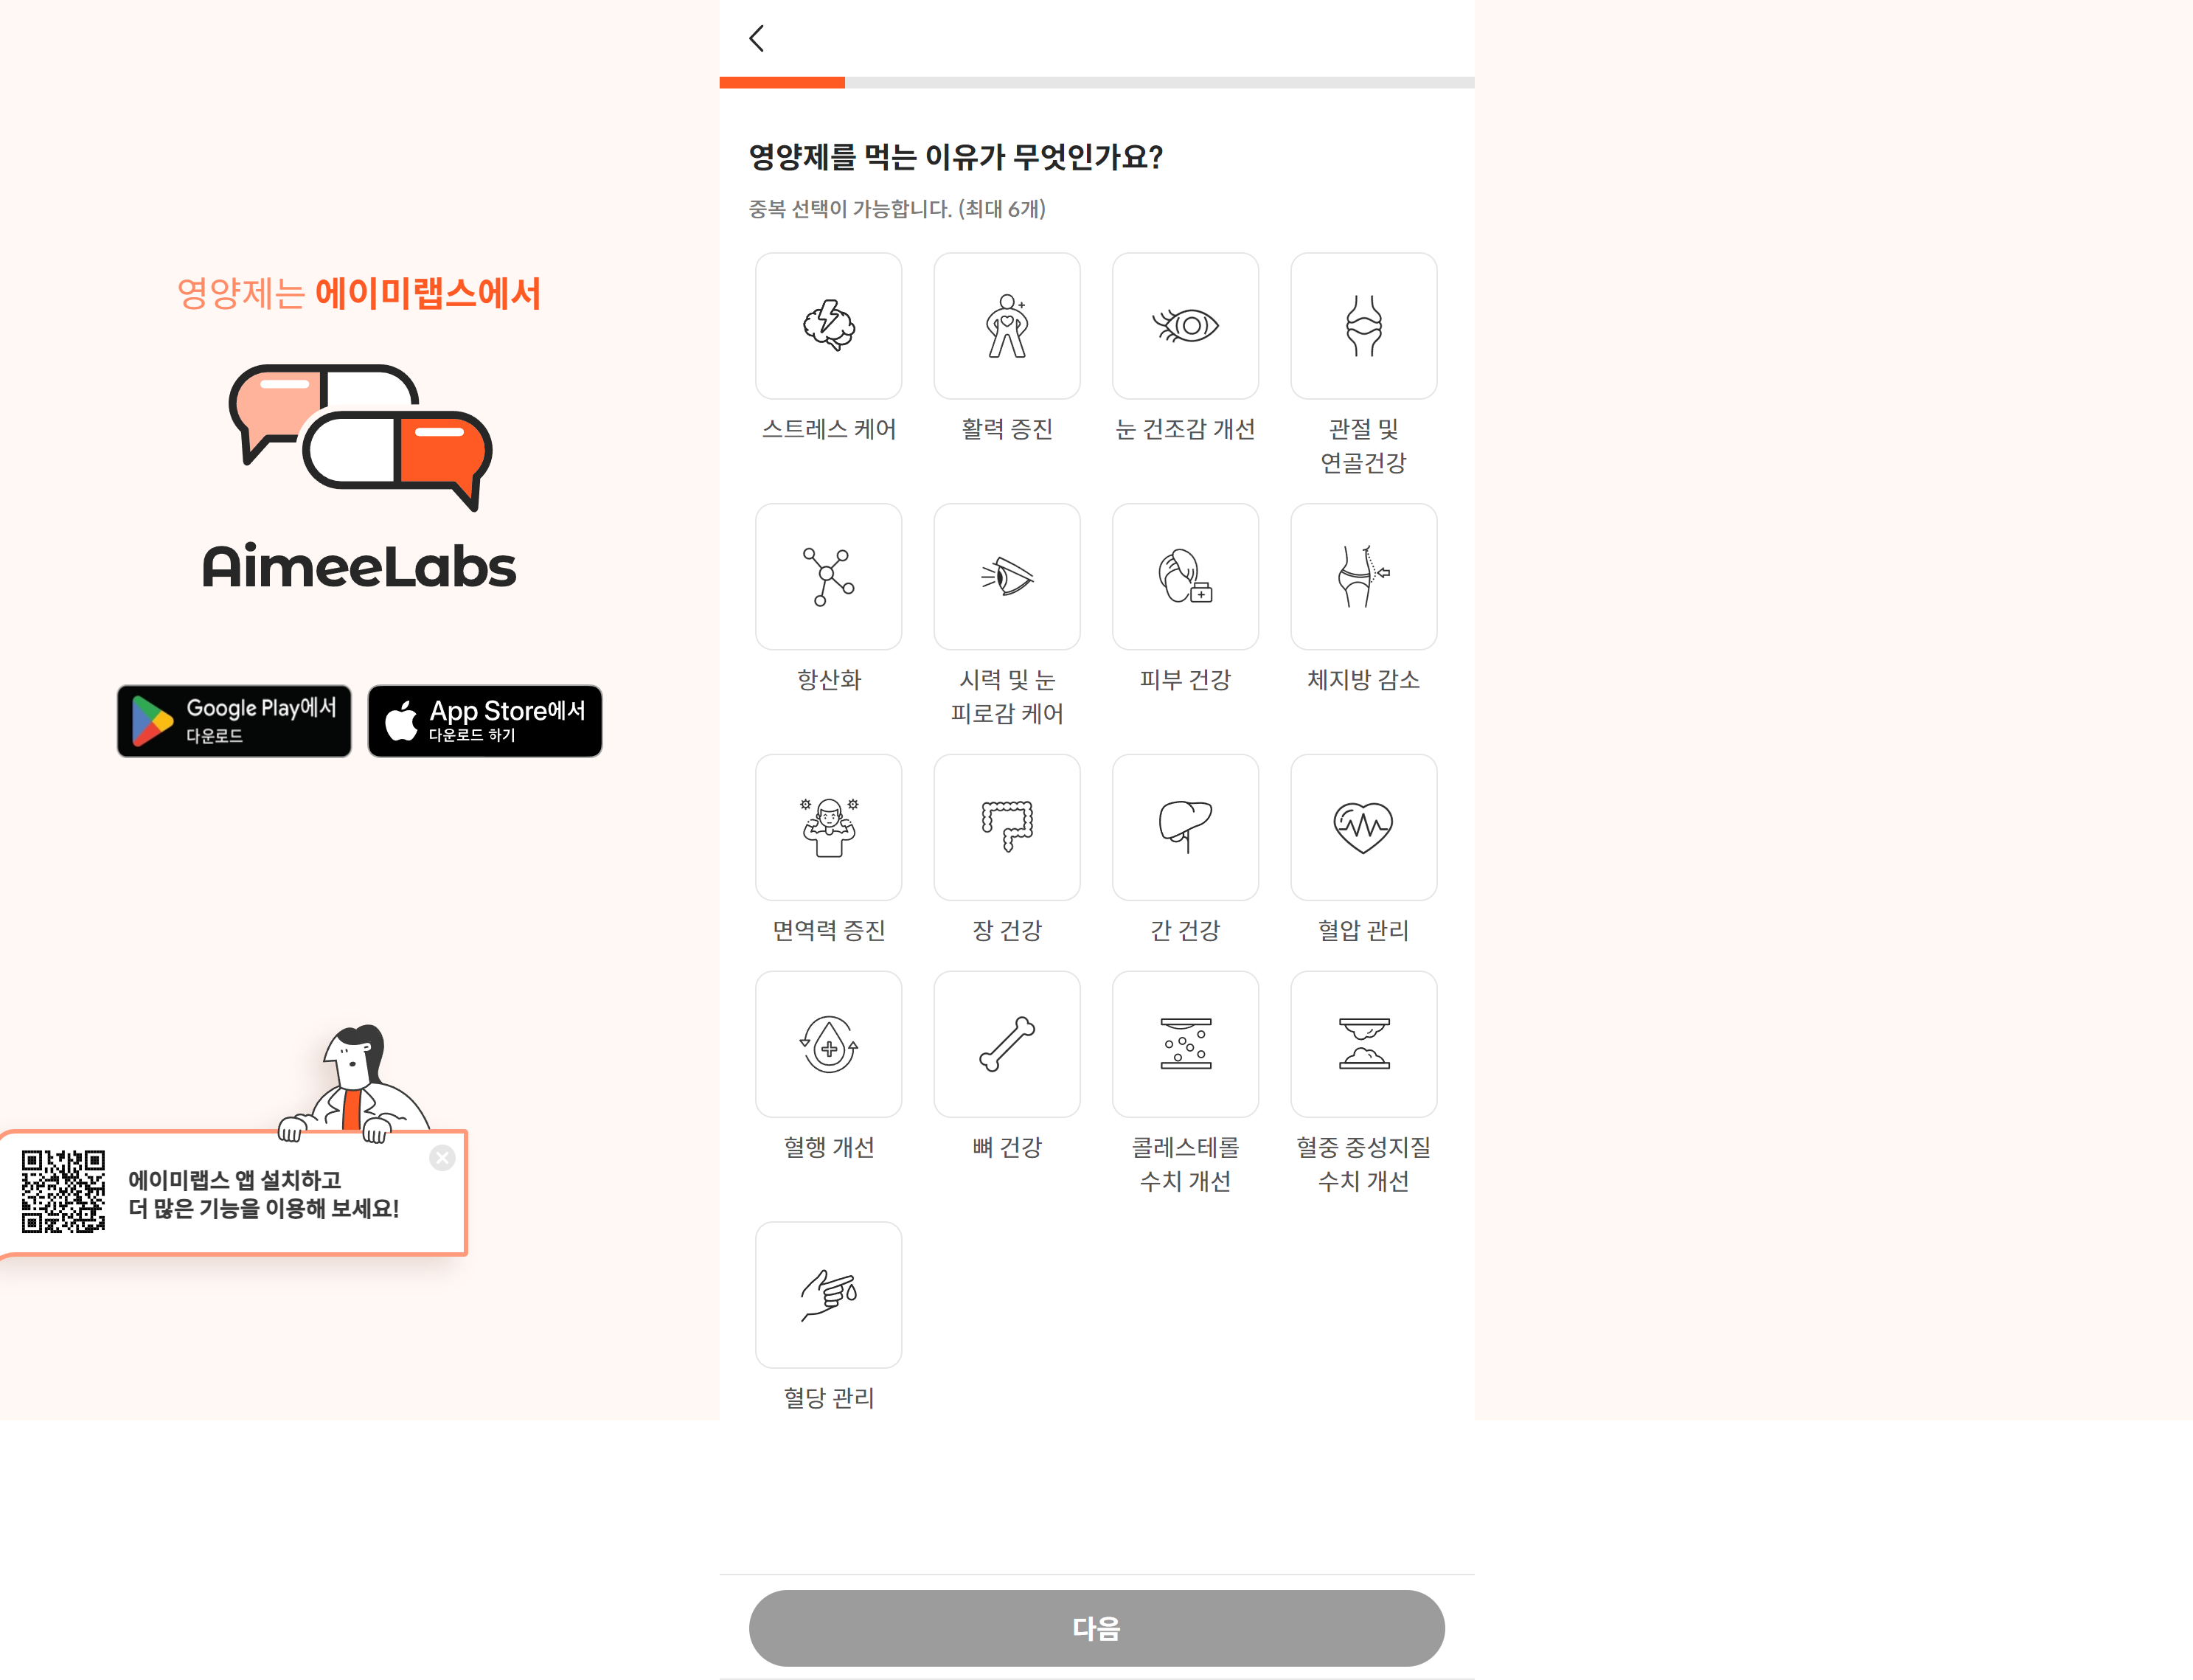 영양제는 에이미랩스에서
AimeeLabs
Google Play에서
다운로드
App Store에서
다운로드 하기
에이미랩스 앱 설치하고
더 많은 기능을 이용해 보세요!
영양제를 먹는 이유가 무엇인가요?
중복 선택이 가능합니다. (최대 6개)
스트레스 케어
활력 증진
눈 건조감 개선
관절 및
연골건강
항산화
시력 및 눈
피로감 케어
피부 건강
체지방 감소
면역력 증진
장 건강
간 건강
혈압 관리
혈행 개선
뼈 건강
콜레스테롤
수치 개선
혈중 중성지질
수치 개선
혈당 관리
다음